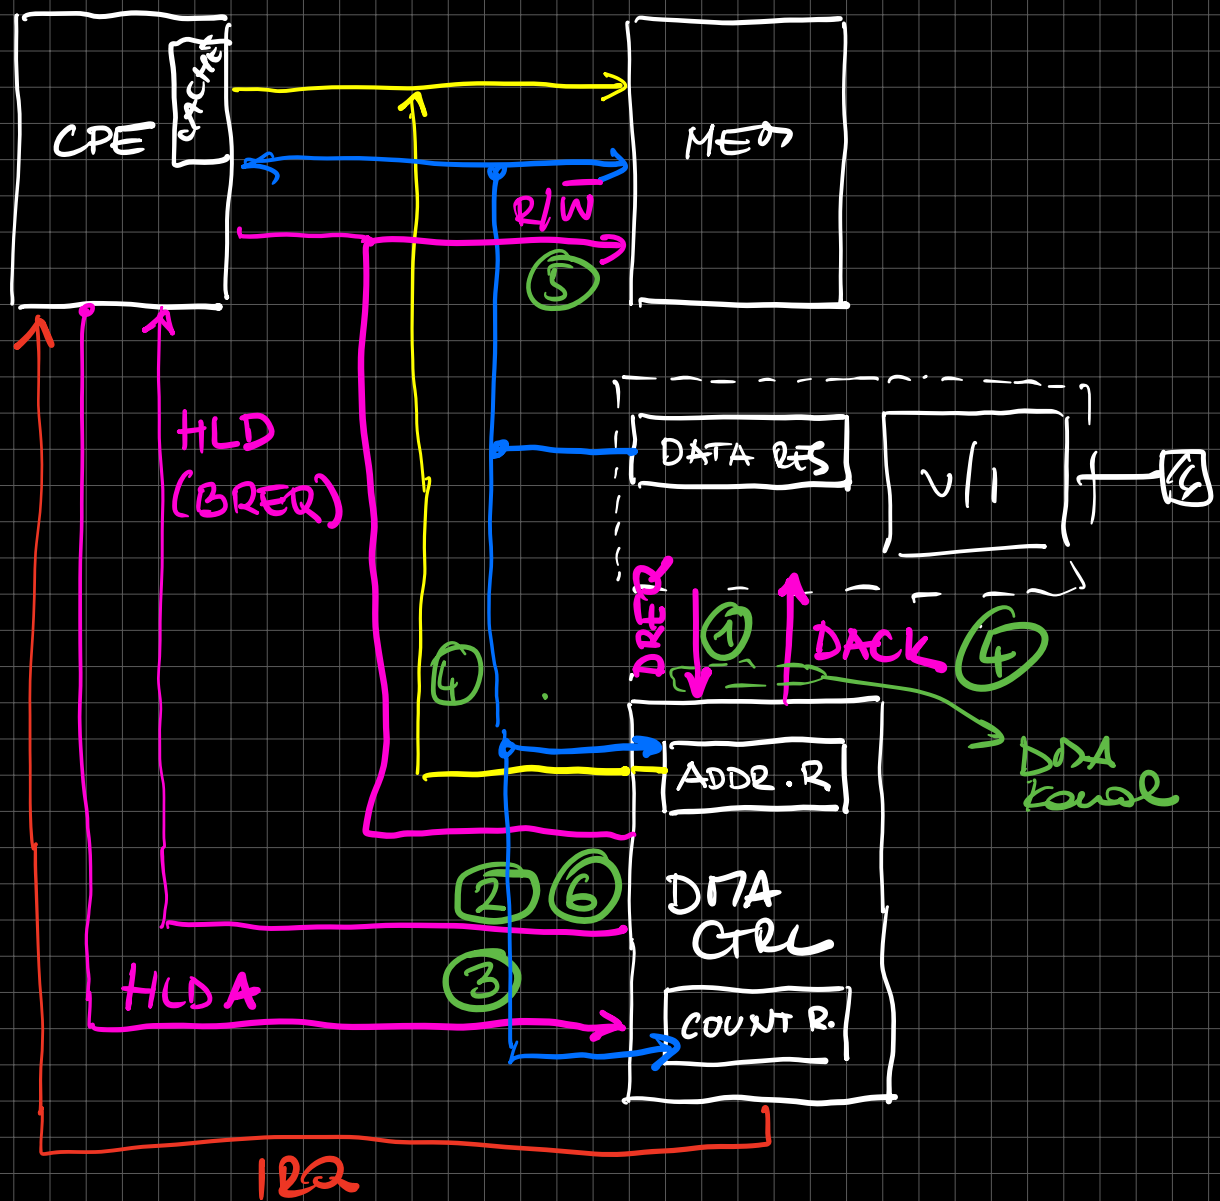 CPE
CACHE
MEM
R/W
5
HLD
(BREQ)
DATA REG
V/I
DREQ
1
DACK
4
4
DMA
kanal
ADDR.R
2
6
DMA
CTRL
3
HLDA
COUNT R.
IRQ